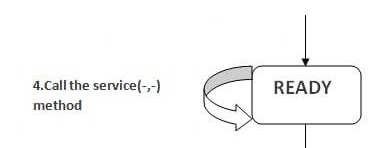 4.Call the service(-,-)
method
READY